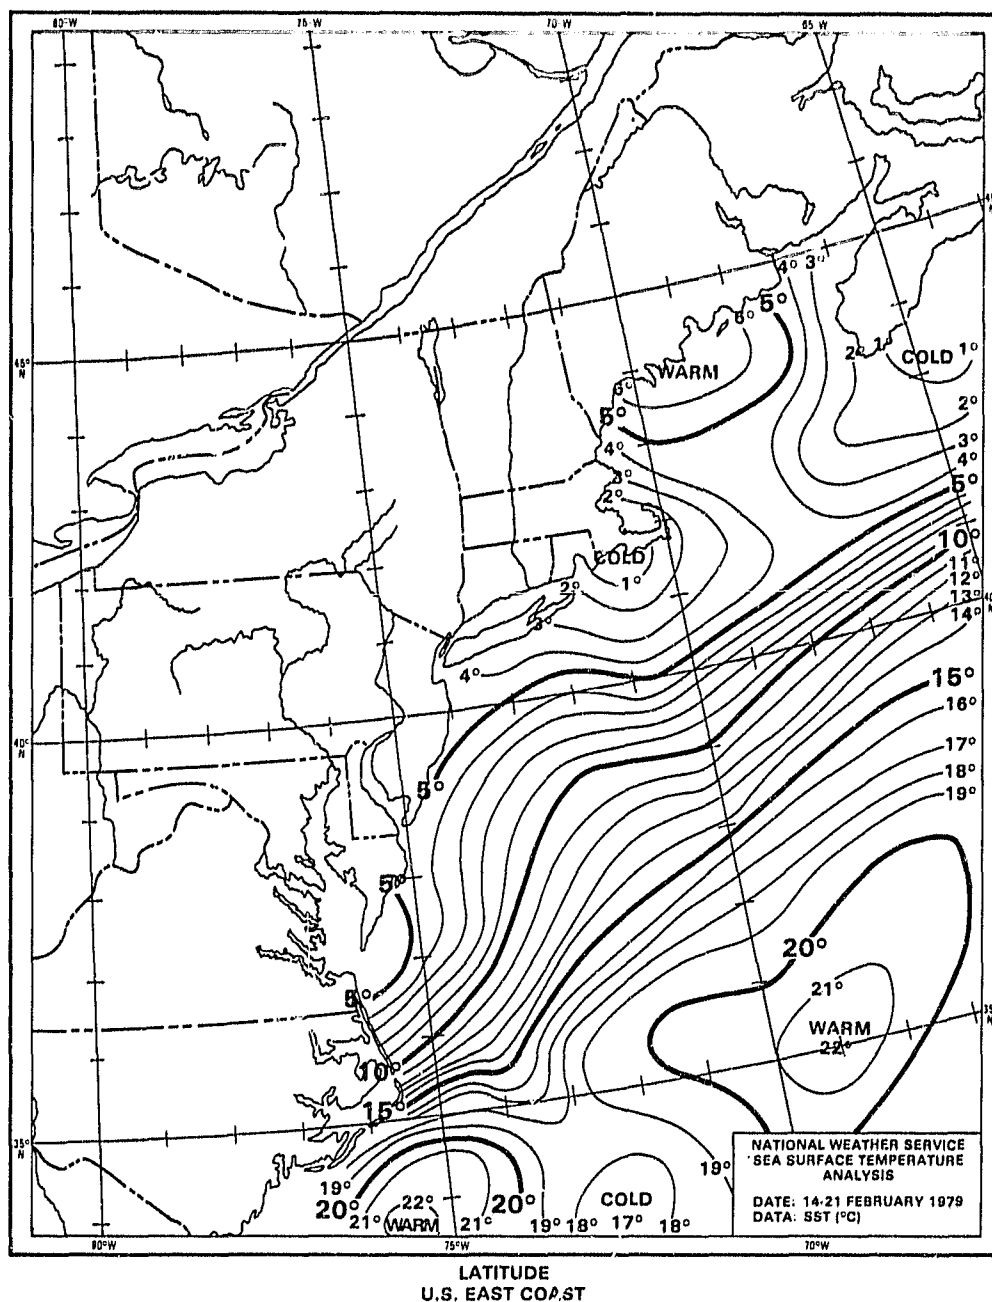 80°W 75°W 70°W 65°W
45° N
4° 3°
5°
6°
2° 1 COLD 1°
WARM
6°
5°
2°
4°
3°
4°
3°
5°
2°
10°
COLD
11°
1°
12°
2°
13°
40° N
14°
3°
4°
15°
16°
40° N
17°
18°
5°
19°
5°
20°
21°
5°
35° N
WARM
22°
10
15
35° N
19°
19°
20°
22°
20°
COLD
21° WARM 21° 19° 18° 17° 18°
NATIONAL WEATHER SERVICE
SEA SURFACE TEMPERATURE
ANALYSIS
DATE: 14-21 FEBRUARY 1979
DATA: SST (°C)
80°W 75°W 70°W
LATITUDE
U.S. EAST COAST